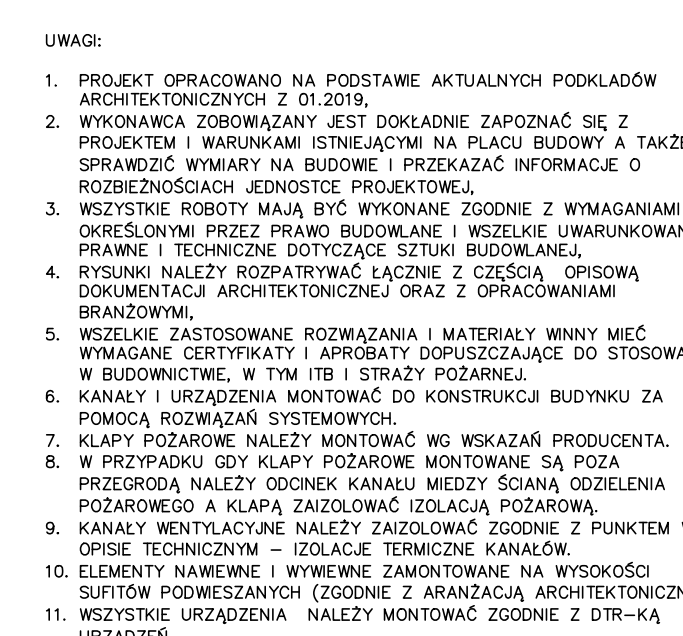 UWAGI:
1. PROJEKT OPRACOWANO NA PODSTAWIE AKTUALNYCH PODKLADÓW
ARCHITEKTONICZNYCH Z 01.2019,
2. WYKONAWCA ZOBOWIĄZANY JEST DOKŁADNIE ZAPOZNAĆ SIĘ Z
PROJEKTEM I WARUNKAMI ISTNIEJĄCYMI NA PLACU BUDOWY A TAKŻE
SPRAWDZIĆ WYMIARY NA BUDOWIE I PRZEKAZAĆ INFORMACJE O
ROZBIEŻNOŚCIACH JEDNOSTCE PROJEKTOWEJ,
3. WSZYSTKIE ROBOTY MAJĄ BYĆ WYKONANE ZGODNIE Z WYMAGANIAMI
OKREŚLONYMI PRZEZ PRAWO BUDOWLANE I WSZELKIE UWARUNKOWAN
PRAWNE I TECHNICZNE DOTYCZĄCE SZTUKI BUDOWLANEJ,
4. RYSUNKI NALEŻY ROZPATRYWAĆ ŁĄCZNIE Z CZĘŚCIĄ OPISOWĄ
DOKUMENTACJI ARCHITEKTONICZNEJ ORAZ Z OPRACOWANIAMI
BRANŻOWYMI,
5. WSZELKIE ZASTOSOWANE ROZWIĄZANIA I MATERIAŁY WINNY MIEĆ
WYMAGANE CERTYFIKATY I APROBATY DOPUSZCZAJĄCE DO STOSOWA
W BUDOWNICTWIE, W TYM ITB I STRAŻY POŻARNEJ.
6. KANAŁY I URZĄDZENIA MONTOWAĆ DO KONSTRUKCJI BUDYNKU ZA
POMOCĄ ROZWIĄZAŃ SYSTEMOWYCH.
7. KLAPY POŻAROWE NALEŻY MONTOWAĆ WG WSKAZAŃ PRODUCENTA.
8. W PRZYPADKU GDY KLAPY POŻAROWE MONTOWANE SĄ POZA
PRZEGRODĄ NALEŻY ODCINEK KANAŁU MIEDZY ŚCIANĄ ODZIELENIA
POŻAROWEGO A KLAPĄ ZAIZOLOWAĆ IZOLACJĄ POŻAROWĄ.
9. KANAŁY WENTYLACYJNE NALEŻY ZAIZOLOWAĆ ZGODNIE Z PUNKTEM
OPISIE TECHNICZNYM – IZOLACJE TERMICZNE KANAŁÓW.
10. ELEMENTY NAWIEWNE I WYWIEWNE ZAMONTOWANE NA WYSOKOŚCI
SUFITÓW PODWIESZANYCH (ZGODNIE Z ARANŻACJĄ ARCHITEKTONICZN
11. WSZYSTKIE URZĄDZENIA NALEŻY MONTOWAĆ ZGODNIE Z DTR–KĄ
URZĄDZEŃ